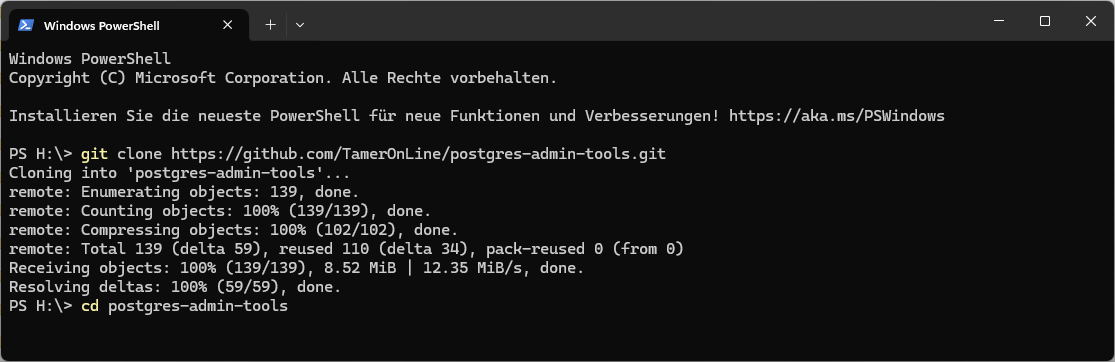 Windows PowerShell
Windows PowerShell
Copyright (C) Microsoft Corporation. Alle Rechte vorbehalten.
Installieren Sie die neueste PowerShell für neue Funktionen und Verbesserungen! https://aka.ms/PSWindows
PS H:\> git clone https://github.com/TamerOnLine/postgres-admin-tools.git
Cloning into 'postgres-admin-tools'...
remote: Enumerating objects: 139, done.
remote: Counting objects: 100% (139/139), done.
remote: Compressing objects: 100% (102/102), done.
remote: Total 139 (delta 59), reused 110 (delta 34), pack-reused 0 (from 0)
Receiving objects: 100% (139/139), 8.52 MiB | 12.35 MiB/s, done.
Resolving deltas: 100% (59/59), done.
PS H:\> cd postgres-admin-tools